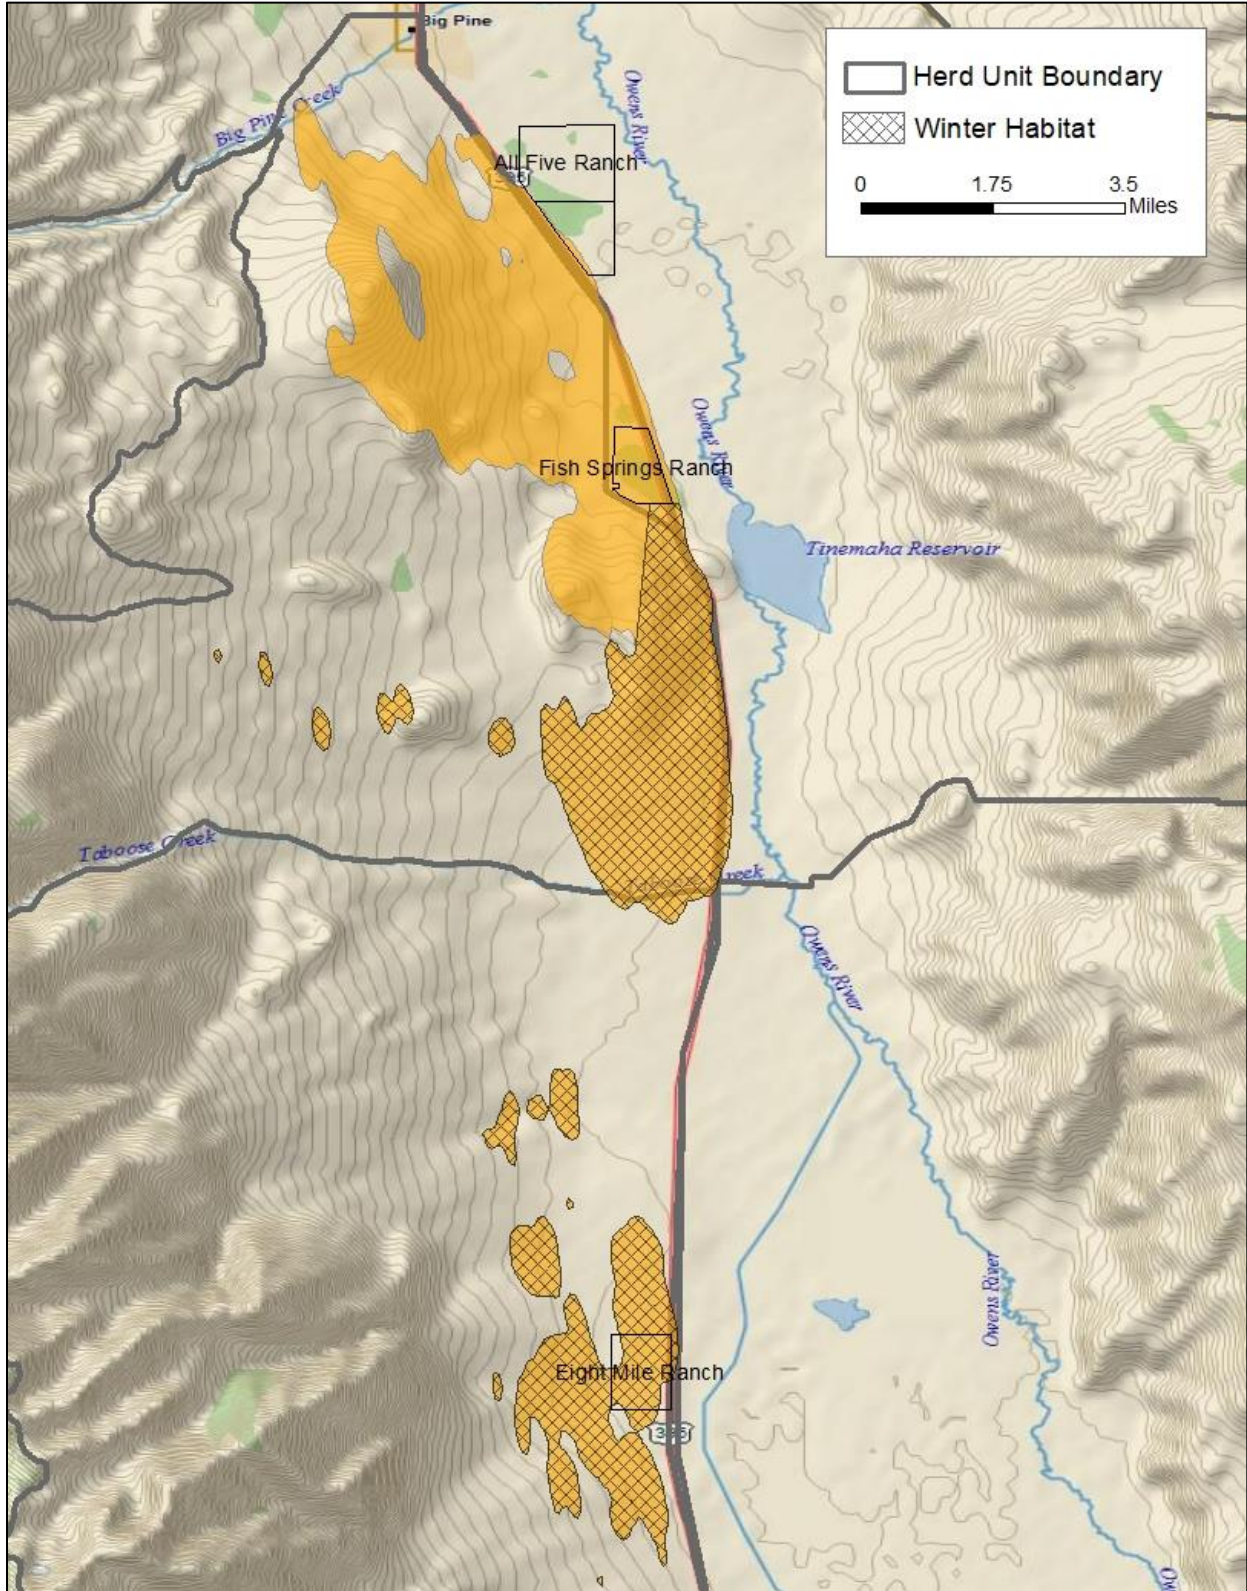 Big Pine
Owens River
Herd Unit Boundary
Winter Habitat
0 1.75 3.5
Miles
Big Pine Creek
All Five Ranch
395
Owens River
Fish Springs Ranch
Tinemaha Reservoir
Taboose Creek
Creek
Owens River
Owens River
Eight Mile Ranch
395